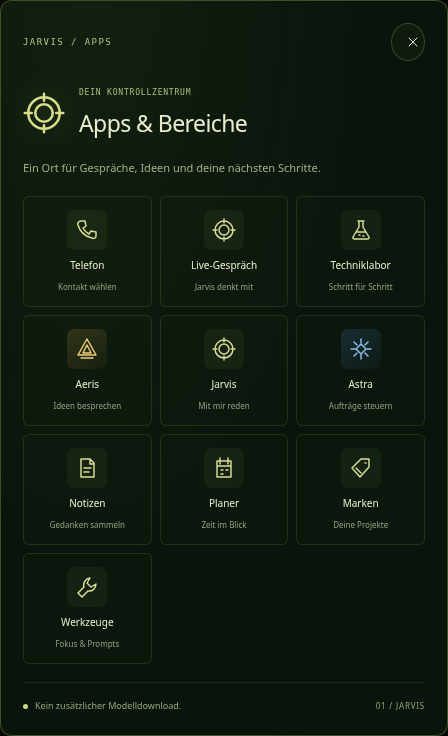 JARVIS / APPS
DEIN KONTROLLZENTRUM
Apps & Bereiche
Ein Ort für Gespräche, Ideen und deine nächsten Schritte.
Telefon
Kontakt wählen
Live-Gespräch
Jarvis denkt mit
Techniklabor
Schritt für Schritt
Aeris
Ideen besprechen
Jarvis
Mit mir reden
Astra
Aufträge steuern
Notizen
Gedanken sammeln
Planer
Zeit im Blick
Marken
Deine Projekte
Werkzeuge
Fokus & Prompts
Kein zusätzlicher Modelldownload.
01 / JARVIS